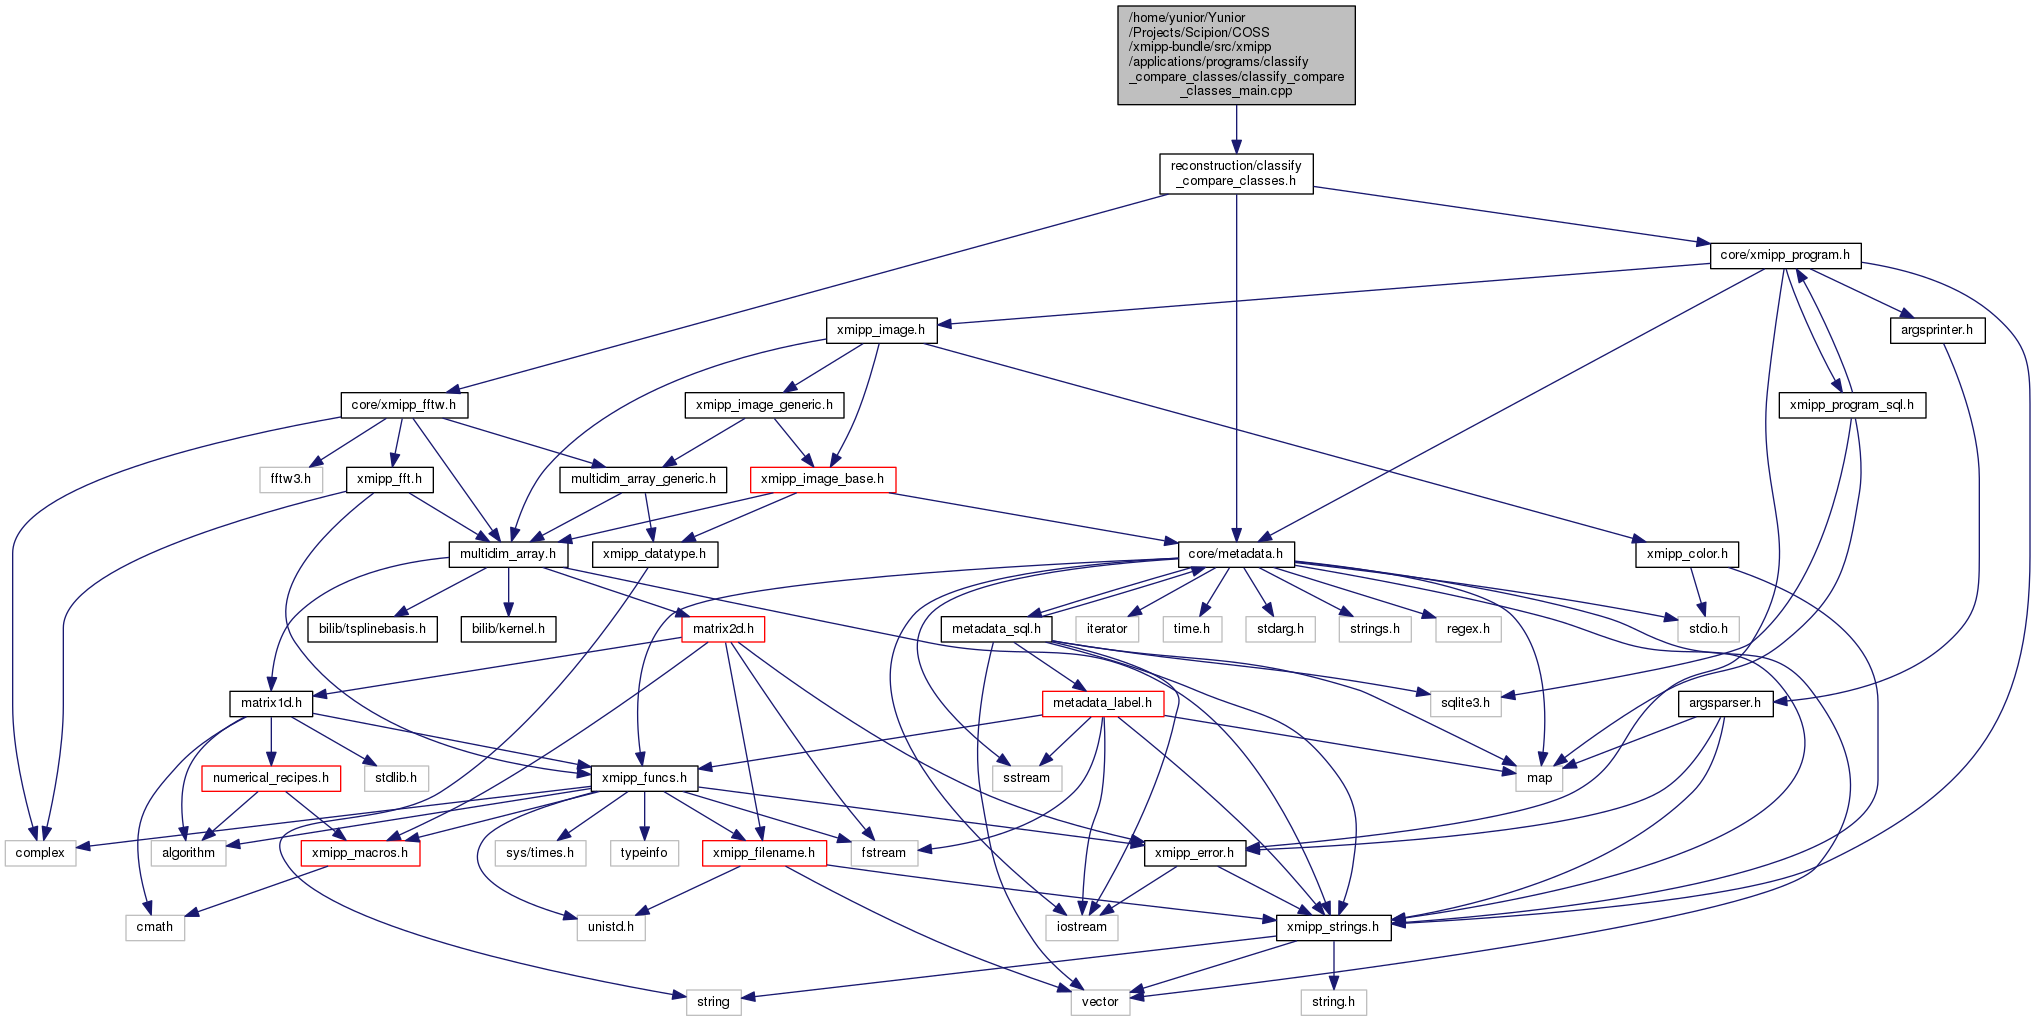 /home/yunior/Yunior
/Projects/Scipion/COSS
/xmipp-bundle/src/xmipp
/applications/programs/classify
_compare_classes/classify_compare
_classes_main.cpp
reconstruction/classify
_compare_classes.h
core/xmipp_program.h
xmipp_image.h
argsprinter.h
core/xmipp_fftw.h
xmipp_image_generic.h
xmipp_program_sql.h
fftw3.h
xmipp_fft.h
multidim_array_generic.h
xmipp_image_base.h
multidim_array.h
xmipp_datatype.h
core/metadata.h
xmipp_color.h
bilib/tsplinebasis.h
bilib/kernel.h
matrix2d.h
metadata_sql.h
iterator
time.h
stdarg.h
strings.h
regex.h
stdio.h
matrix1d.h
metadata_label.h
sqlite3.h
argsparser.h
numerical_recipes.h
stdlib.h
xmipp_funcs.h
sstream
map
complex
algorithm
xmipp_macros.h
sys/times.h
typeinfo
xmipp_filename.h
fstream
xmipp_error.h
cmath
unistd.h
iostream
xmipp_strings.h
string
vector
string.h